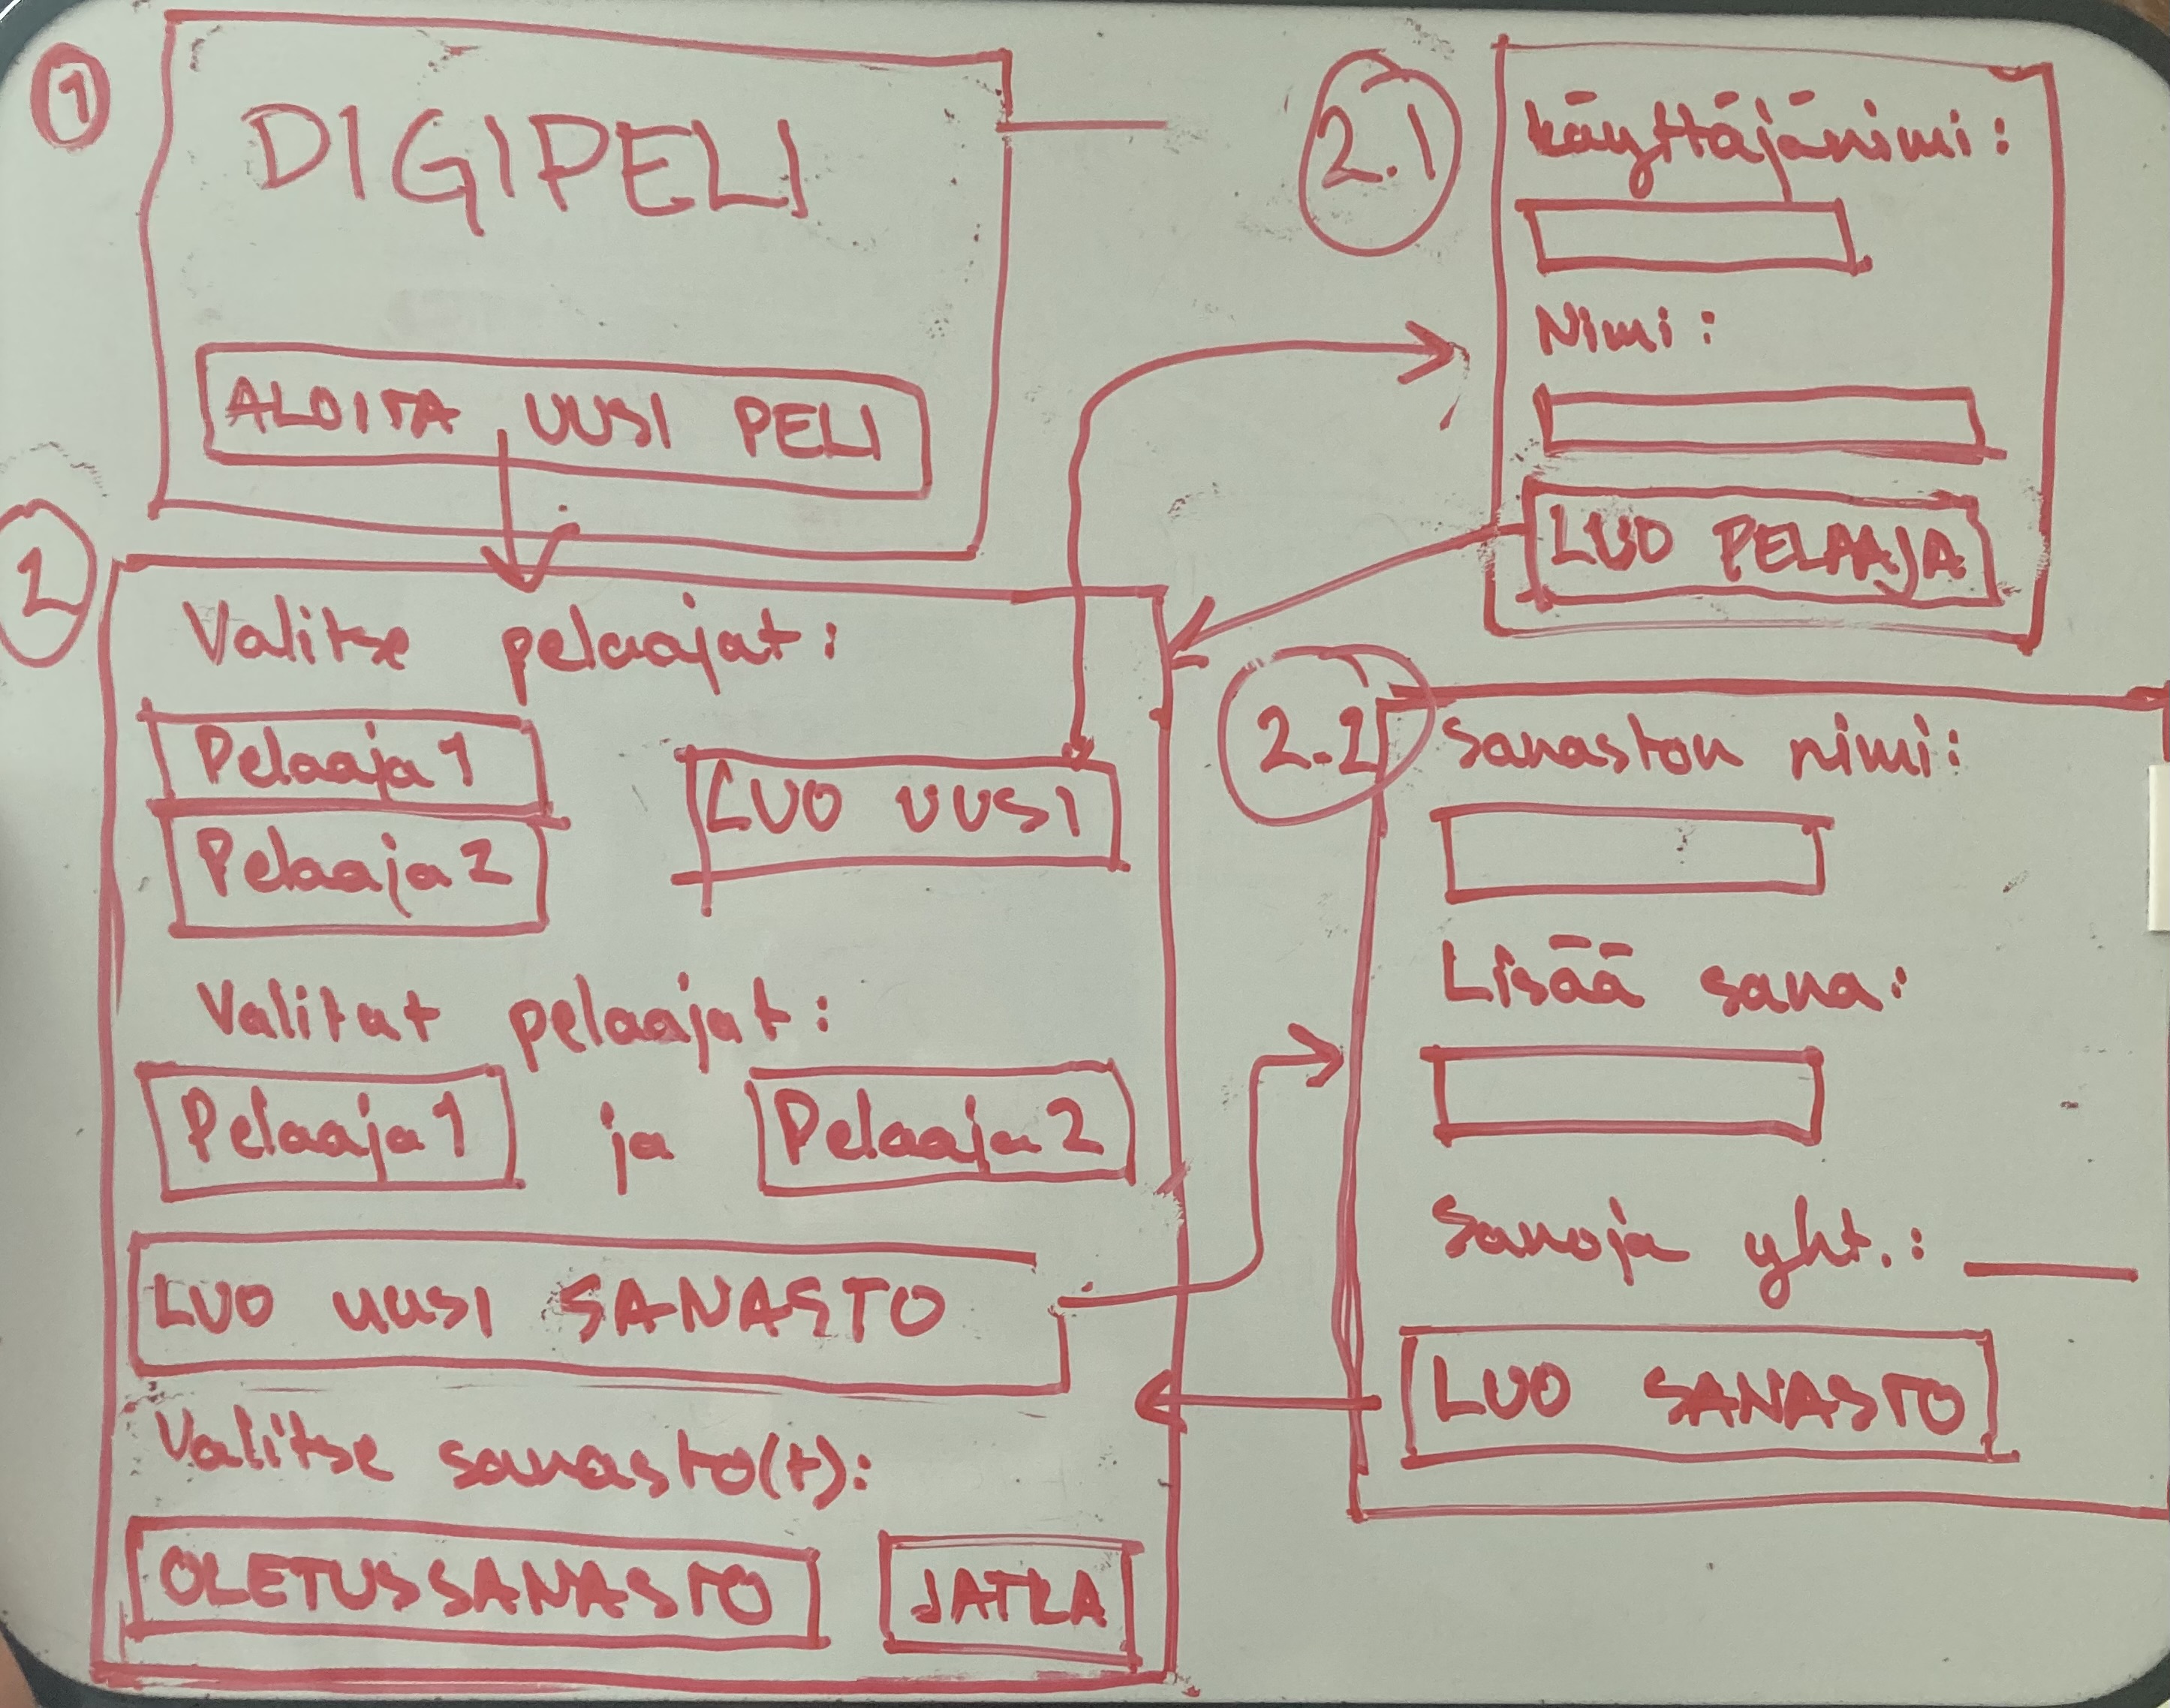 1
DIGIPELI
ALOITA UUSI PELI
2
Valitse pelaajat:
Pelaaja 1
Pelaaja 2
LUO UUSI
Valitut pelaajat:
Pelaaja 1 ja Pelaaja 2
LUO UUSI SANASTO
Valitse sanasto(t):
OLETUSSANASTO
JATKA
2.1
Käyttäjänimi:
Nimi:
LUO PELAAJA
2.2
Sanaston nimi:
Lisää sana:
Sanoja yht.:
LUO SANASTO